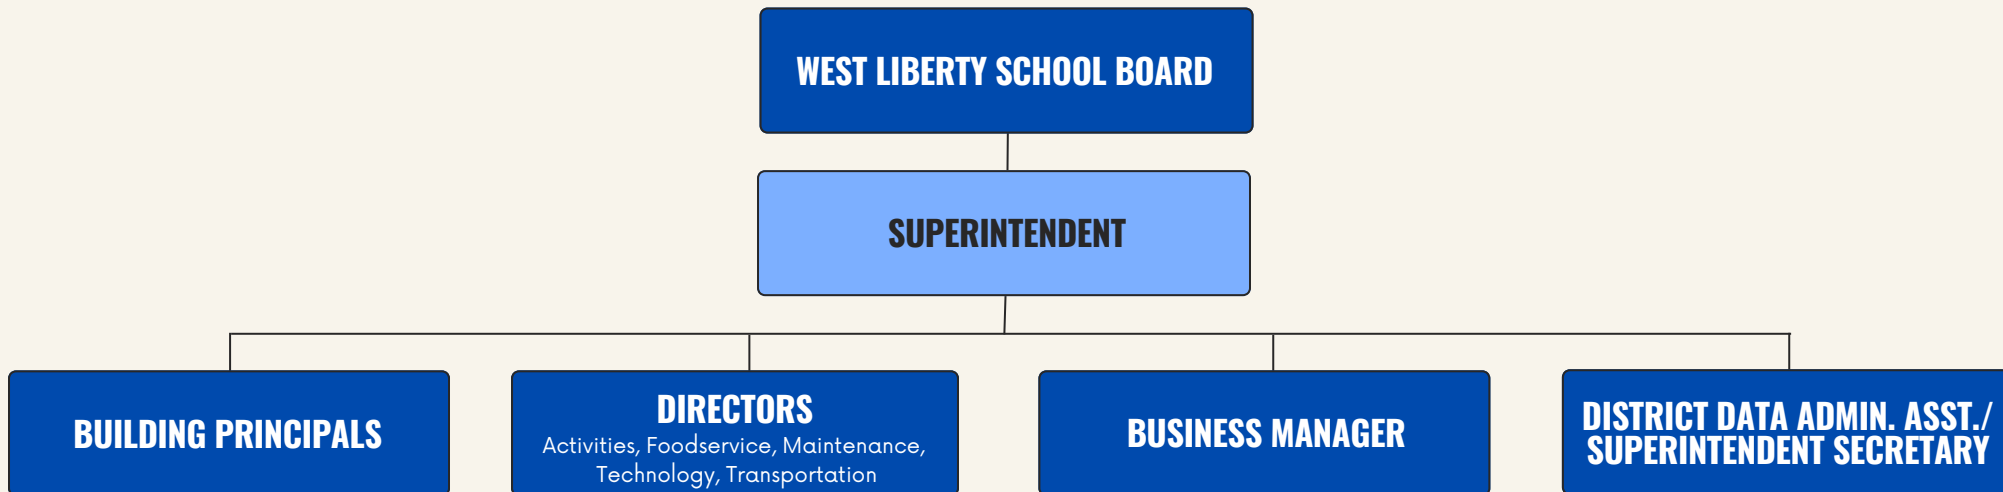 WEST LIBERTY SCHOOL BOARD
SUPERINTENDENT
BUILDING PRINCIPALS
DIRECTORS
Activities, Foodservice, Maintenance,
Technology, Transportation
BUSINESS MANAGER
DISTRICT DATA ADMIN. ASST./
SUPERINTENDENT SECRETARY